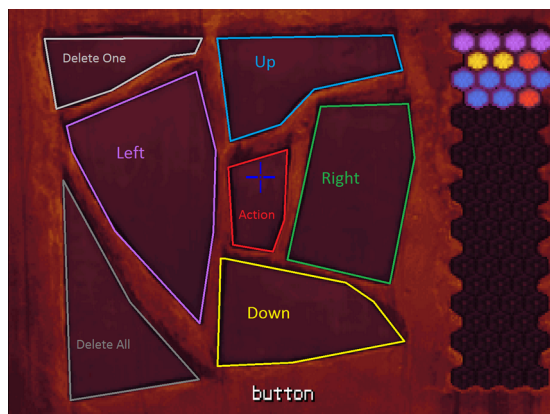 Delete One
Up
Left
Right
Action
Down
Delete All
button